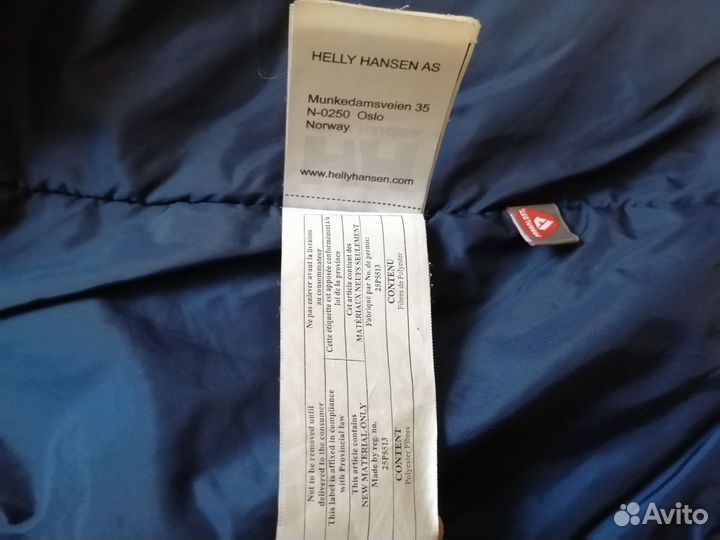 HELLY HANSEN AS
Munkedamsveien 35
N-0250 Oslo
Norway
www.hellyhansen.com
Ne pas enlever avant la livraison
au consommateur
Cette étiquette est apposée conformément à la
loi de la province
Cet article contient des
MATÉRIAUX NEUFS SEULEMENT
Fabriqué par No. de permic
25P5513
CONTENU
Fibres de Polyester
Not to be removed until
delivered to the consumer
This label is affixed in compliance
with Provincial law
This article contains
NEW MATERIAL ONLY
Made by reg. no.
25P5513
CONTENT
Polyester Fibres
PRIMALOFT
Avito